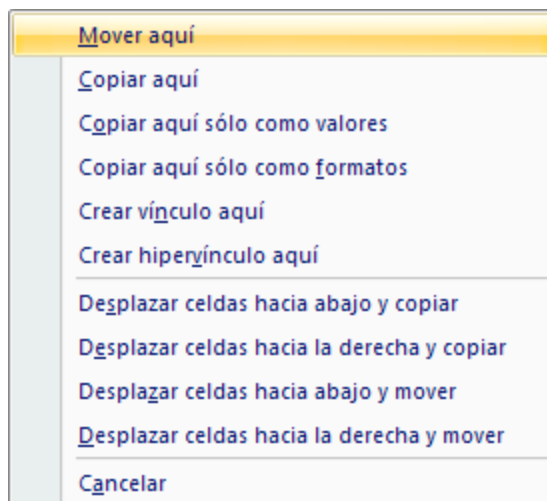 Mover aquí
Copiar aquí
Copiar aquí sólo como valores
Copiar aquí sólo como formatos
Crear vínculo aquí
Crear hipervínculo aquí
Desplazar celdas hacia abajo y copiar
Desplazar celdas hacia la derecha y copiar
Desplazar celdas hacia abajo y mover
Desplazar celdas hacia la derecha y mover
Cancelar